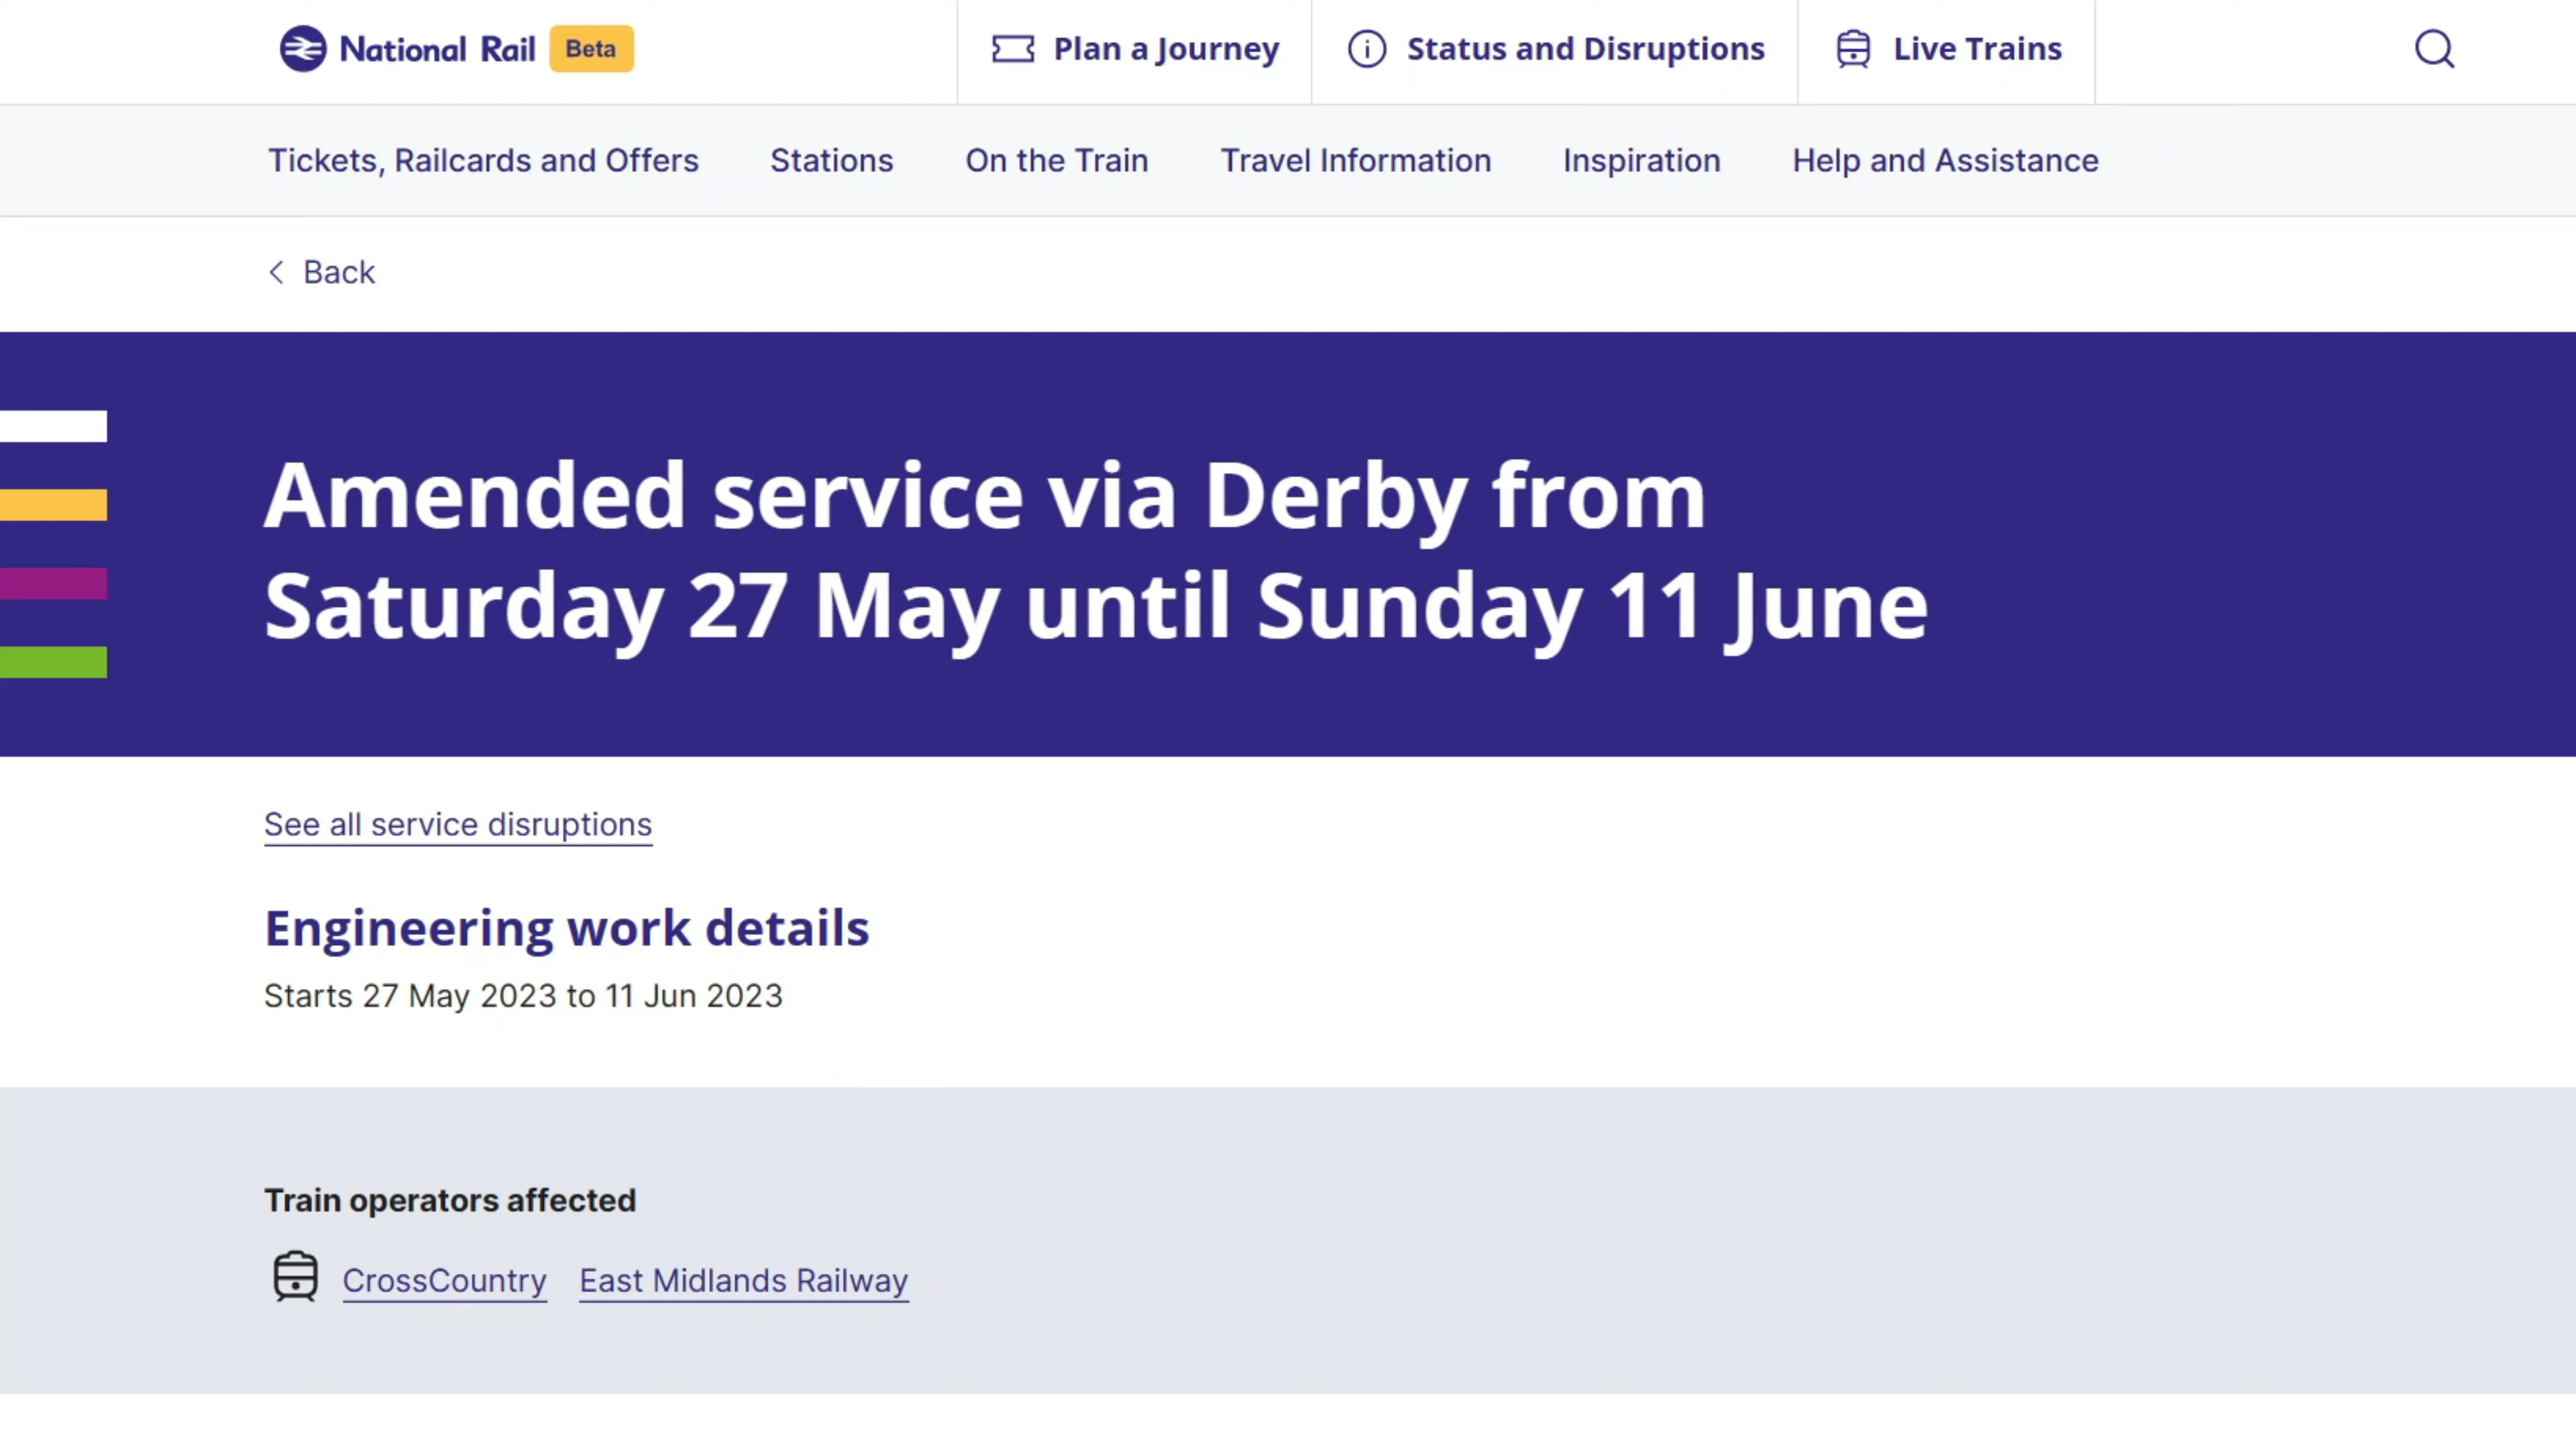 National Rail Beta
Plan a Journey
Status and Disruptions
Live Trains
Tickets, Railcards and Offers
Stations
On the Train
Travel Information
Inspiration
Help and Assistance
Back
Amended service via Derby from
Saturday 27 May until Sunday 11 June
See all service disruptions
Engineering work details
Starts 27 May 2023 to 11 Jun 2023
Train operators affected
CrossCountry East Midlands Railway